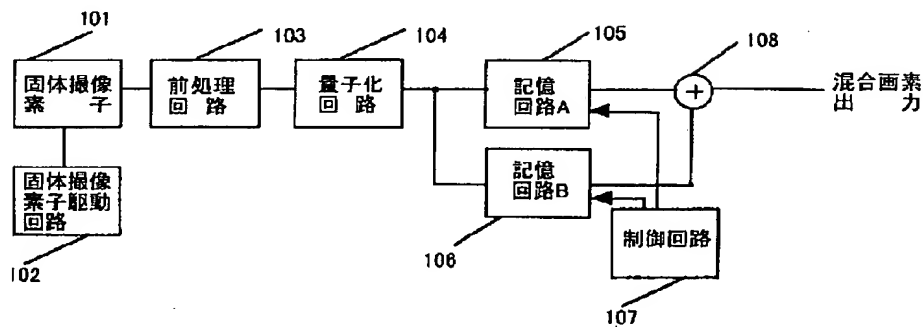 101
103
104
105
108
固体撮像
素子
前処理
回路
量子化
回路
記憶
回路A
+
混合画素
出力
固体撮像
素子駆動
回路
記憶
回路B
制御回路
102
106
107